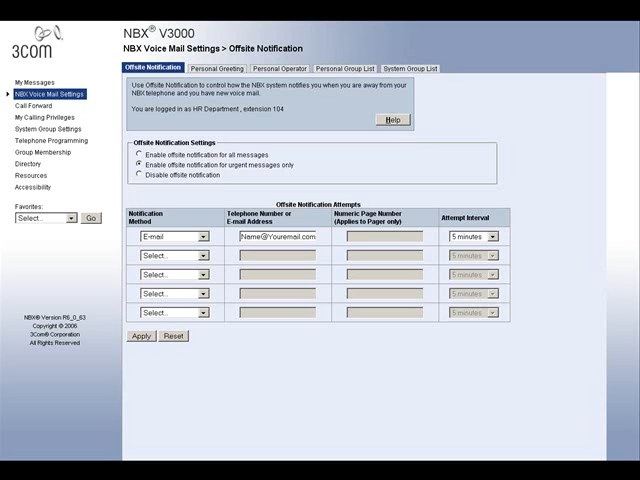 NBX® V3000
3com
NBX Voice Mail Settings > Offsite Notification
Offsite Notification
Personal Greeting
Personal Operator
Personal Group List
System Group List
My Messages
NBX Voice Mail Settings
Call Forward
My Calling Privileges
System Group Settings
Telephone Programming
Group Membership
Directory
Resources
Accessibility
Favorites:
Select...
Go
NBX® Version R6_0_63
Copyright © 2006
3Com® Corporation
All Rights Reserved
Use Offsite Notification to control how the NBX system notifies you when you are away from your
NBX telephone and you have new voice mail.
You are logged in as HR Department , extension 104
Help
Offsite Notification Settings
Enable offsite notification for all messages
Enable offsite notification for urgent messages only
Disable offsite notification
Offsite Notification Attempts
Notification Method
Telephone Number or E-mail Address
Numeric Page Number (Applies to Pager only)
Attempt Interval
E-mail
Name@Youremail.com
5 minutes
Select...
5 minutes
Select...
5 minutes
Select...
5 minutes
Select...
5 minutes
Apply
Reset